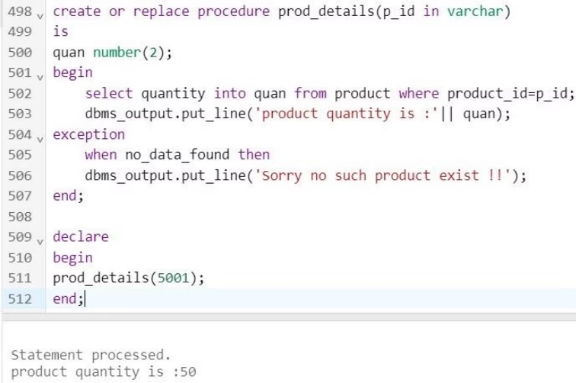 498 create or replace procedure prod_details(p_id in varchar)
499 is
500 quan number(2);
501 begin
502 select quantity into quan from product where product_id=p_id;
503 dbms_output.put_line('product quantity is :'|| quan);
504 exception
505 when no_data_found then
506 dbms_output.put_line('Sorry no such product exist !!');
507 end;
508
509 declare
510 begin
511 prod_details(5001);
512 end;
Statement processed.
product quantity is :50